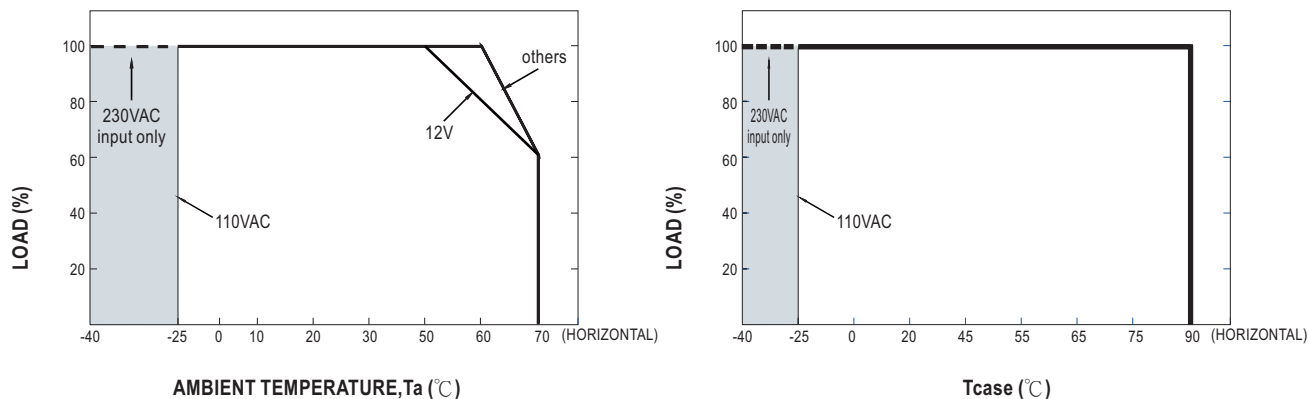 100
80
60
40
20
LOAD (%)
230VAC
input only
110VAC
12V
others
-40
-25
0
10
20
30
40
50
60
70
(HORIZONTAL)
AMBIENT TEMPERATURE,Ta (℃)
100
80
60
40
20
LOAD (%)
230VAC
input only
110VAC
-40
-25
0
20
45
55
65
75
90
(HORIZONTAL)
Tcase (℃)